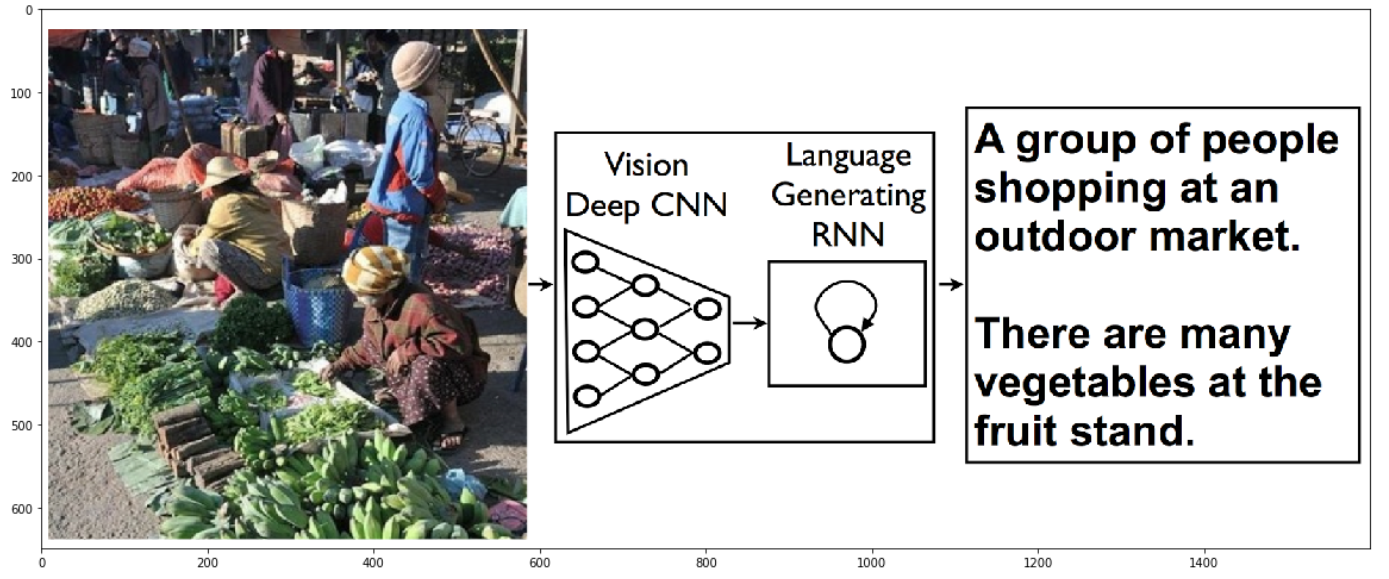 0
100
200
300
400
500
600
0
200
400
600
800
1000
1200
1400
Vision
Deep CNN
Language
Generating
RNN
A group of people
shopping at an
outdoor market.
There are many
vegetables at the
fruit stand.